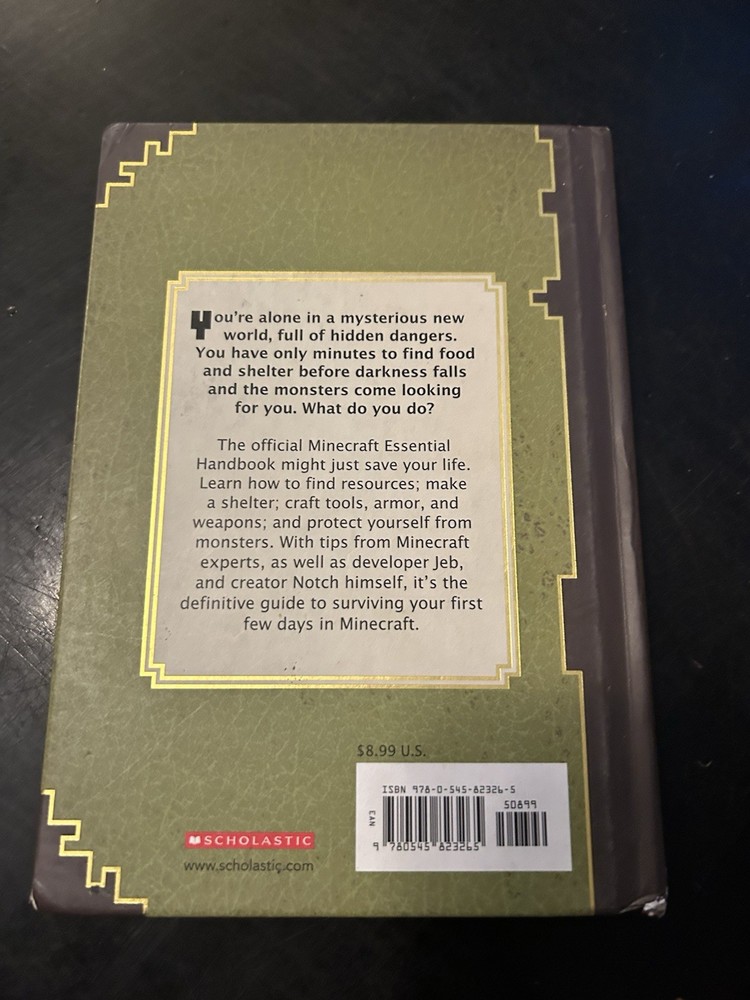 You're alone in a mysterious new
world, full of hidden dangers.
You have only minutes to find food
and shelter before darkness falls
and the monsters come looking
for you. What do you do?
The official Minecraft Essential
Handbook might just save your life.
Learn how to find resources; make
a shelter; craft tools, armor, and
weapons; and protect yourself from
monsters. With tips from Minecraft
experts, as well as developer Jeb,
and creator Notch himself, it's the
definitive guide to surviving your first
few days in Minecraft.
$8.99 U.S.
ISBN 978-0-545-82326-5
50899
EAN
9 780545 823265
SCHOLASTIC
www.scholastic.com